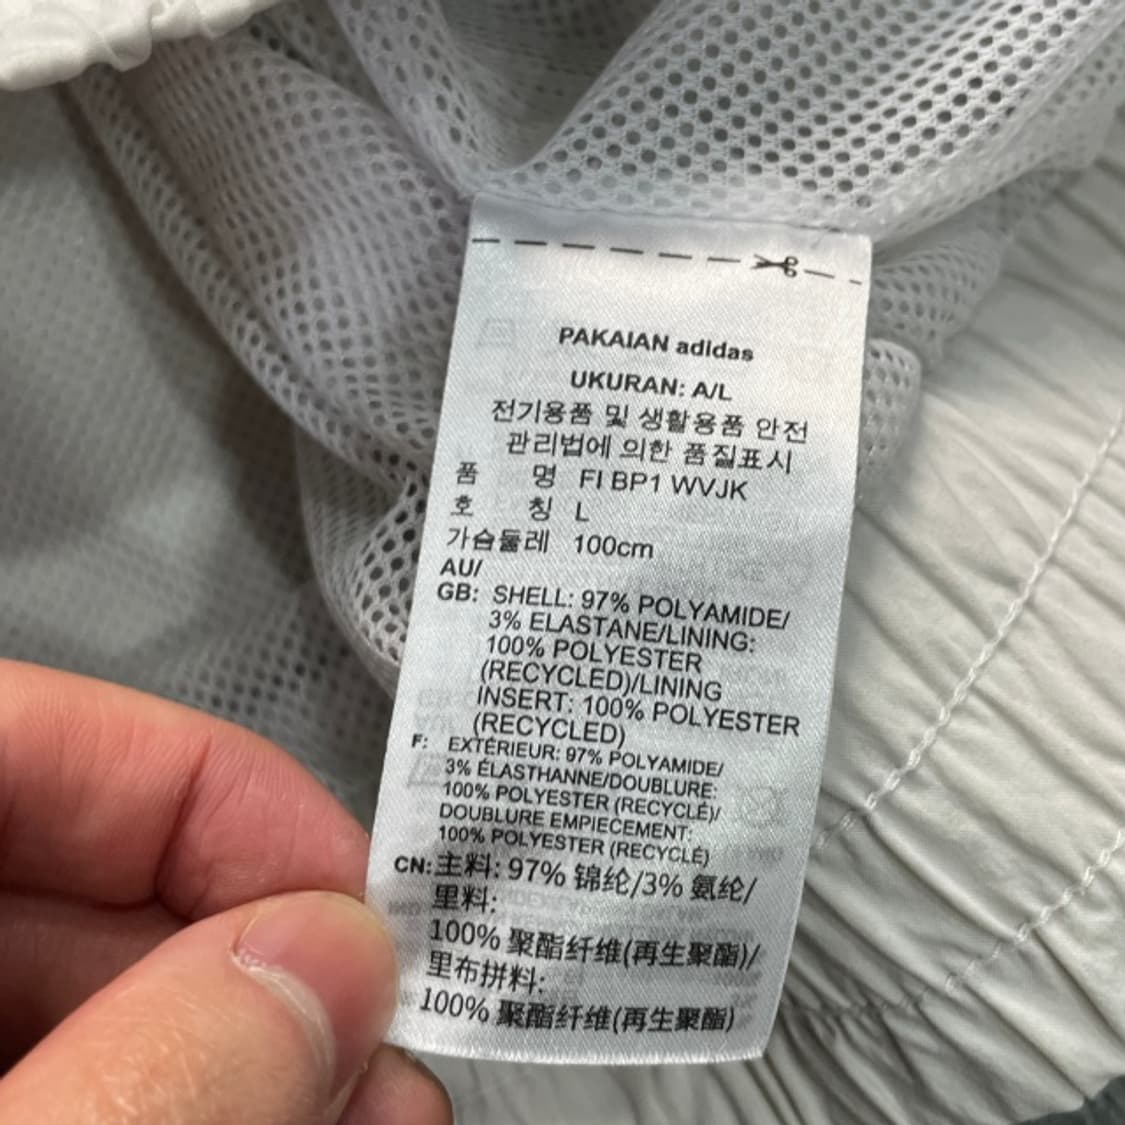 PAKAIAN adidas
UKURAN: A/L
전기용품 및 생활용품 안전
관리법에 의한 품질표시
품 명 FI BP1 WVJK
호 칭 L
가슴둘레 100cm
AU/
GB: SHELL: 97% POLYAMIDE/
3% ELASTANE/LINING:
100% POLYESTER
(RECYCLED)/LINING
INSERT: 100% POLYESTER
(RECYCLED)
F: EXTÉRIEUR: 97% POLYAMIDE/
3% ÉLASTHANNE/DOUBLURE:
100% POLYESTER (RECYCLÉ)/
DOUBLURE EMPIECEMENT:
100% POLYESTER (RECYCLÉ)
CN: 主料: 97% 锦纶/3% 氨纶/
里料:
100% 聚酯纤维(再生聚酯)/
里布拼料:
100% 聚酯纤维(再生聚酯)